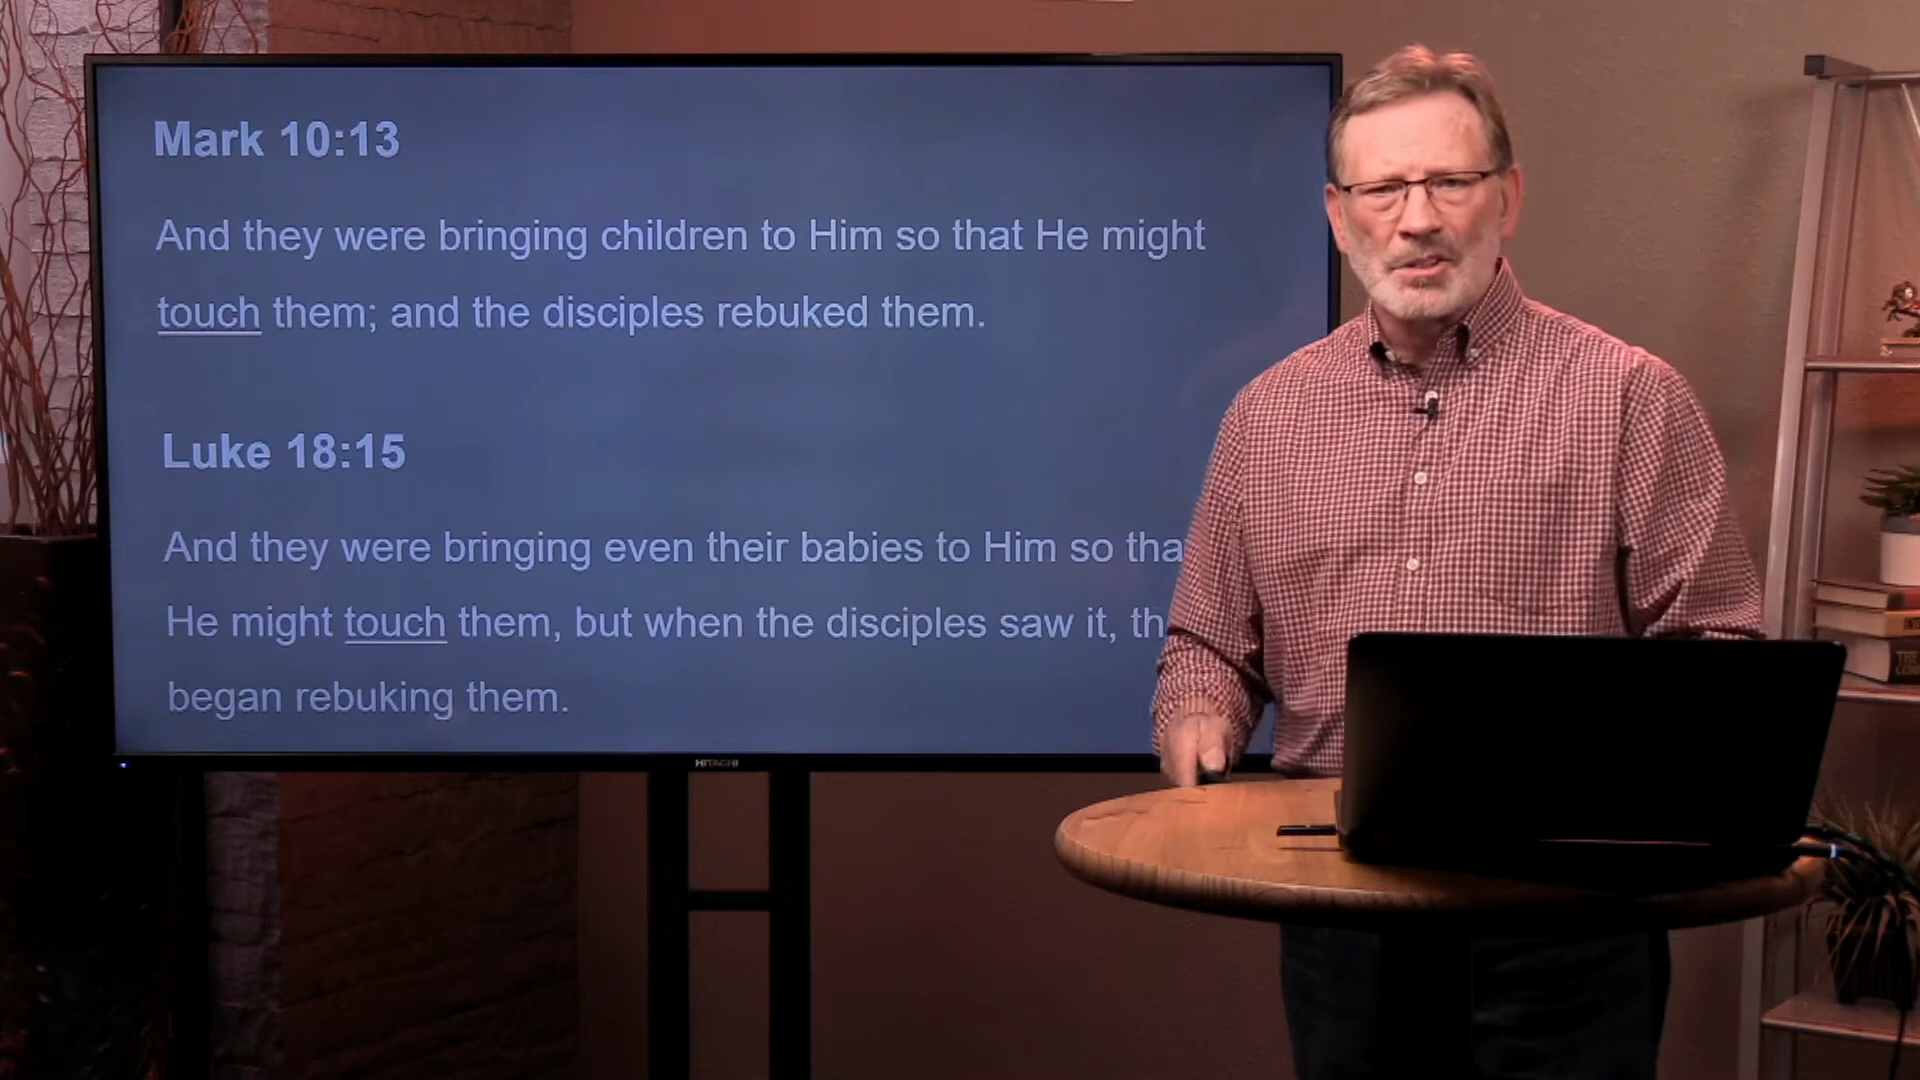 Mark 10:13
And they were bringing children to Him so that He might
touch them; and the disciples rebuked them.
Luke 18:15
And they were bringing even their babies to Him so tha
He might touch them, but when the disciples saw it, th
began rebuking them.
HITACHI
THE